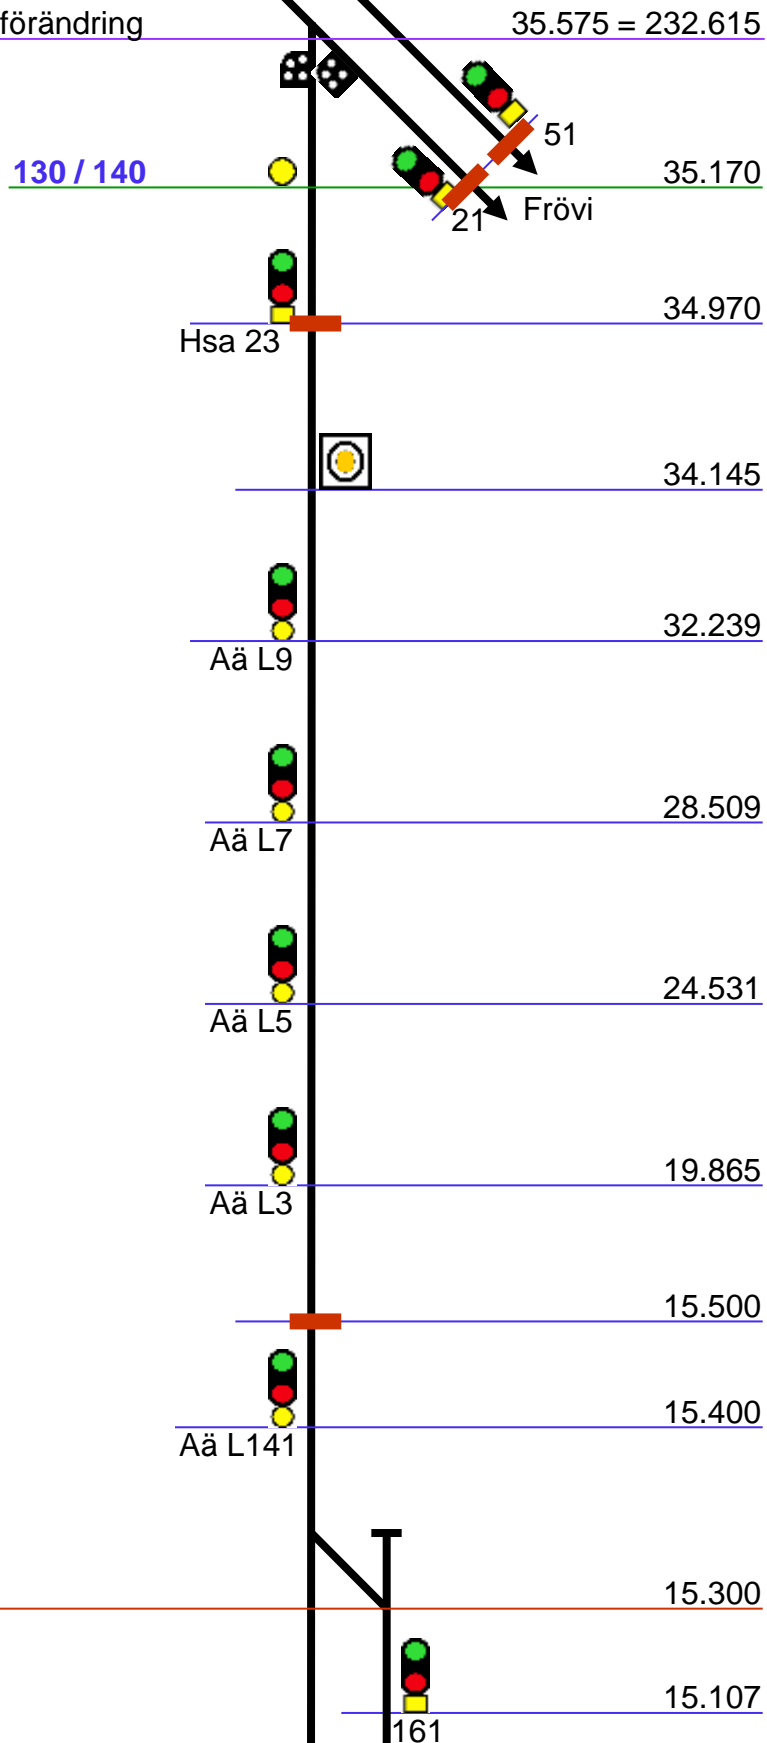 förändring 35.575 = 232.615
51
130 / 140 35.170
21 Frövi
34.970
Hsa 23
34.145
32.239
Aä L9
28.509
Aä L7
24.531
Aä L5
19.865
Aä L3
15.500
15.400
Aä L141
15.300
15.107
161